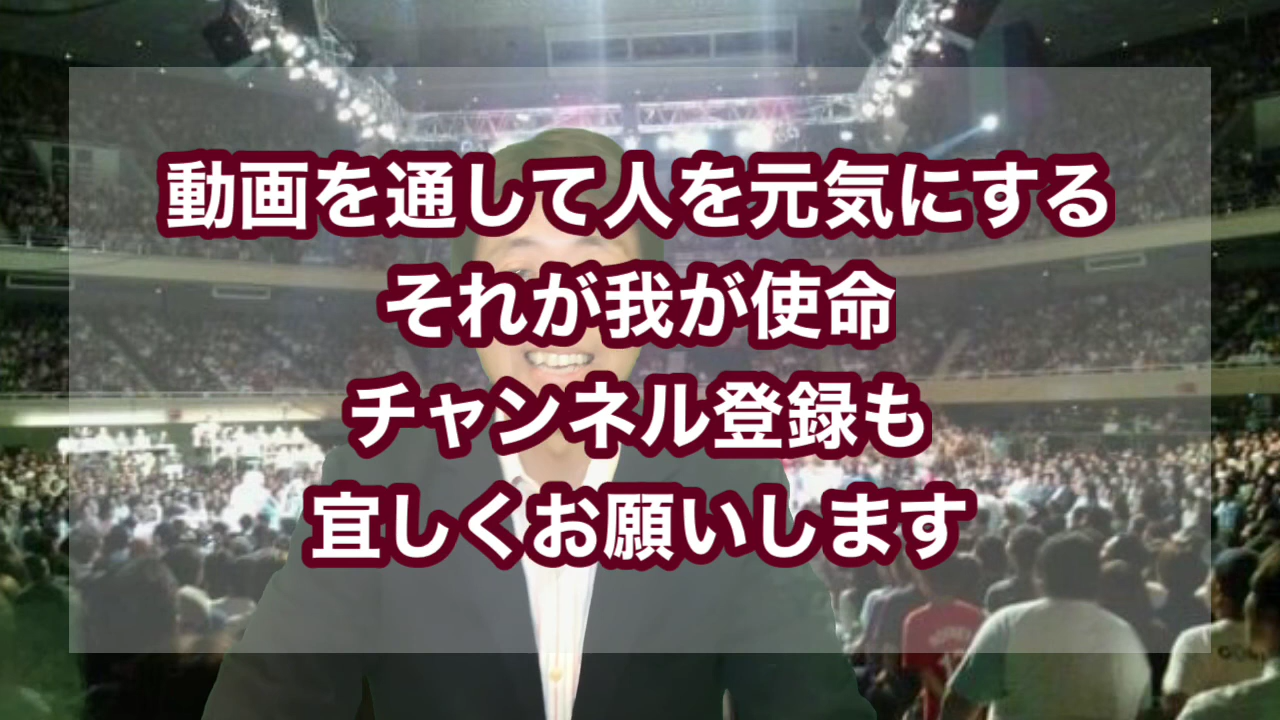 動画を通して人を元気にする
それが我が使命
チャンネル登録も
宜しくお願いします